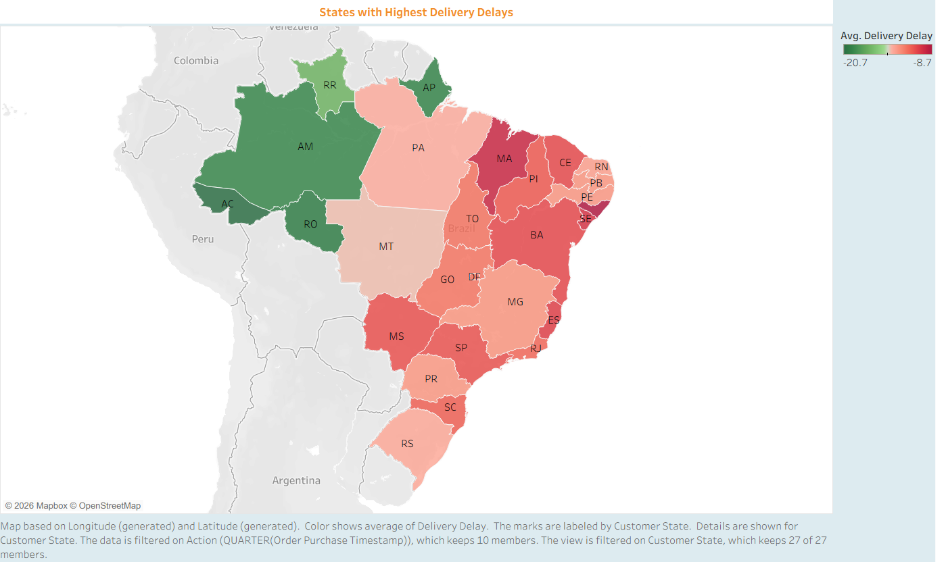 States with Highest Delivery Delays
Venezuela
Avg. Delivery Delay
-20.7 -8.7
Colombia
RR
AP
AM
PA
MA
CE
RN
PI
PB
PE
AC
RO
TO
SE
Brazil
BA
Peru
MT
GO
DF
MG
ES
MS
SP
RJ
PR
SC
RS
Argentina
© 2026 Mapbox © OpenStreetMap
Map based on Longitude (generated) and Latitude (generated). Color shows average of Delivery Delay. The marks are labeled by Customer State. Details are shown for
Customer State. The data is filtered on Action (QUARTER(Order Purchase Timestamp)), which keeps 10 members. The view is filtered on Customer State, which keeps 27 of 27
members.